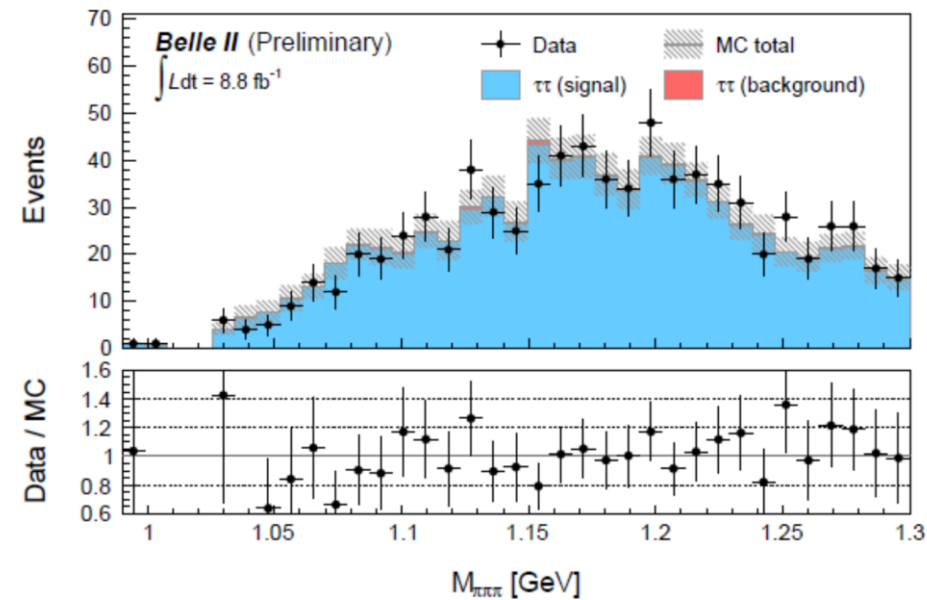 70
60
50
40
30
20
10
0
Events
Belle II (Preliminary)
∫Ldt = 8.8 fb⁻¹
Data
MC total
ττ (signal)
ττ (background)
1.6
1.4
1.2
1
0.8
0.6
Data / MC
1 1.05 1.1 1.15 1.2 1.25 1.3
Mπππ [GeV]